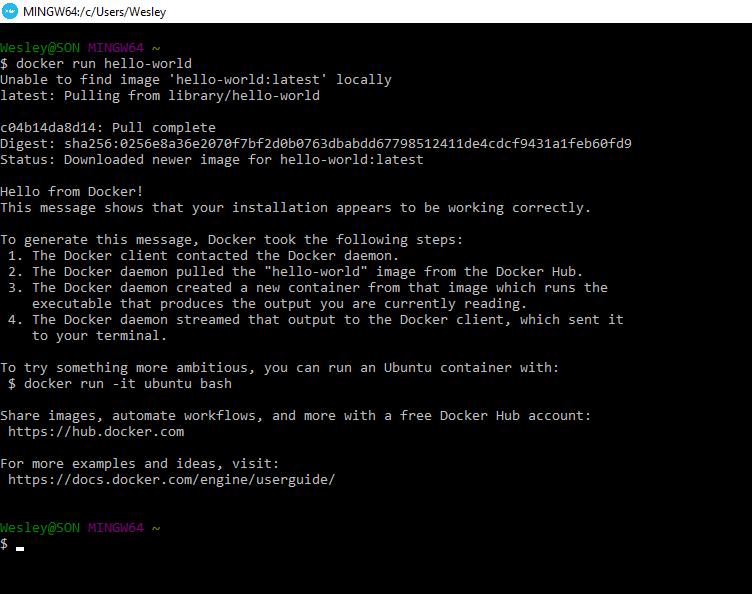 MINGW64:/c/Users/Wesley
Wesley@SON MINGW64 ~
$ docker run hello-world
Unable to find image 'hello-world:latest' locally
latest: Pulling from library/hello-world
c04b14da8d14: Pull complete
Digest: sha256:0256e8a36e2070f7bf2d0b0763dbabdd67798512411de4cdcf9431a1feb60fd9
Status: Downloaded newer image for hello-world:latest
Hello from Docker!
This message shows that your installation appears to be working correctly.
To generate this message, Docker took the following steps:
1. The Docker client contacted the Docker daemon.
2. The Docker daemon pulled the "hello-world" image from the Docker Hub.
3. The Docker daemon created a new container from that image which runs the
executable that produces the output you are currently reading.
4. The Docker daemon streamed that output to the Docker client, which sent it
to your terminal.
To try something more ambitious, you can run an Ubuntu container with:
$ docker run -it ubuntu bash
Share images, automate workflows, and more with a free Docker Hub account:
https://hub.docker.com
For more examples and ideas, visit:
https://docs.docker.com/engine/userguide/
Wesley@SON MINGW64 ~
$